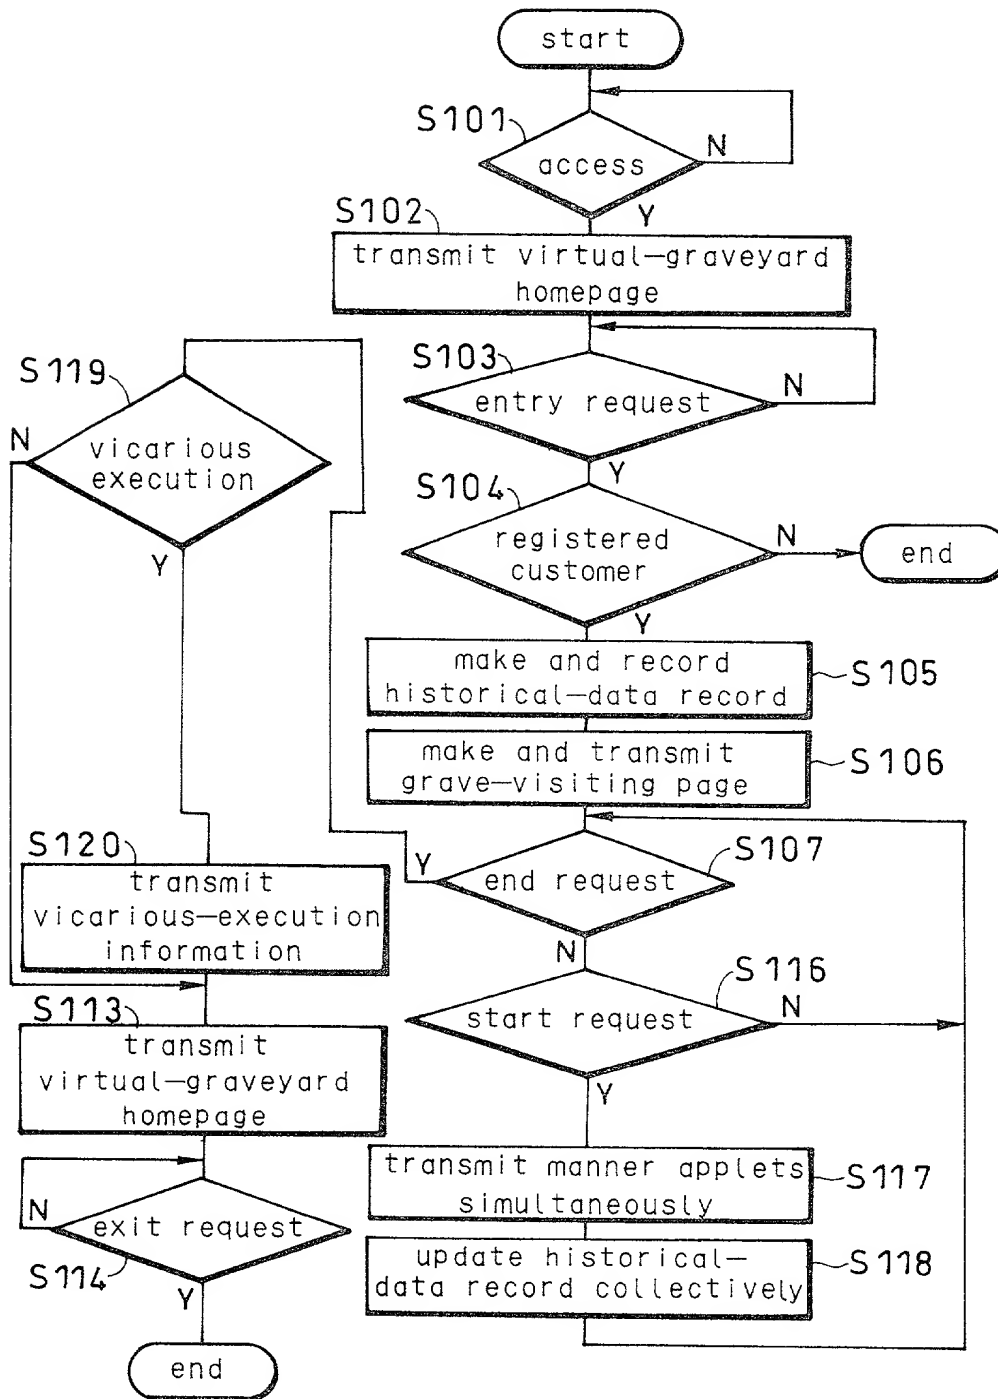 start
S101
access
N
Y
S102
transmit virtual-graveyard
homepage
S103
entry request
N
Y
S104
registered
customer
N
end
Y
make and record
historical-data record
S105
make and transmit
grave-visiting page
S106
end request
S107
Y
N
start request
S116
N
Y
transmit manner applets
simultaneously
S117
update historical-
data record collectively
S118
S119
vicarious
execution
N
Y
S120
transmit
vicarious-execution
information
S113
transmit
virtual-graveyard
homepage
exit request
N
S114
Y
end